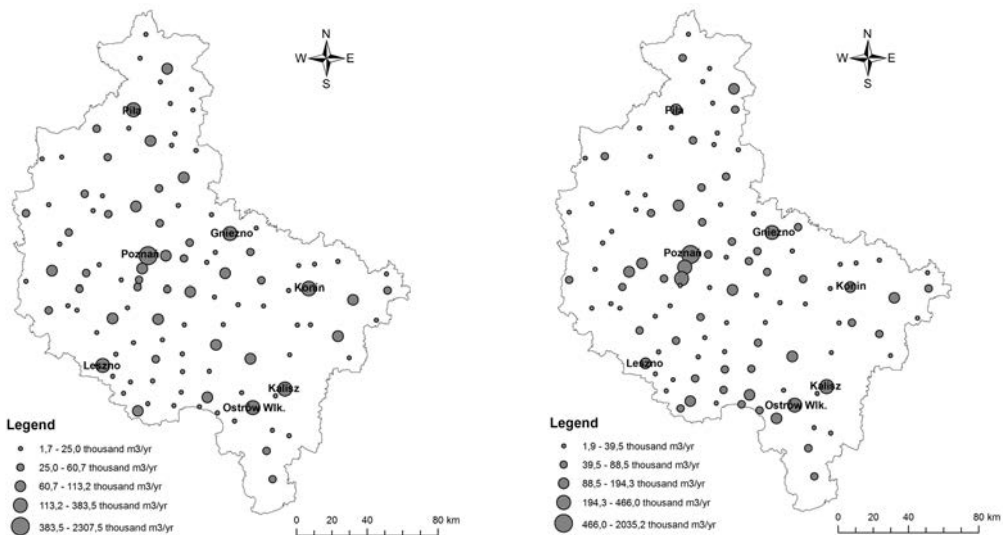 N
W E
S
Piła
Gniezno
Poznań
Konin
Leszno
Kalisz
Ostrów Wlk.
Legend
1,7 - 25,0 thousand m3/yr
25,0 - 60,7 thousand m3/yr
60,7 - 113,2 thousand m3/yr
113,2 - 383,5 thousand m3/yr
383,5 - 2307,5 thousand m3/yr
0 20 40 80 km
N
W E
S
Piła
Gniezno
Poznań
Konin
Leszno
Kalisz
Ostrów Wlk.
Legend
1,9 - 39,5 thousand m3/yr
39,5 - 88,5 thousand m3/yr
88,5 - 194,3 thousand m3/yr
194,3 - 466,0 thousand m3/yr
466,0 - 2035,2 thousand m3/yr
0 20 40 80 km